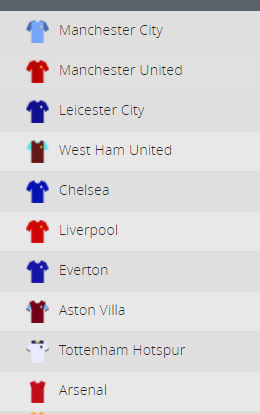 Manchester City
Manchester United
Leicester City
West Ham United
Chelsea
Liverpool
Everton
Aston Villa
Tottenham Hotspur
Arsenal